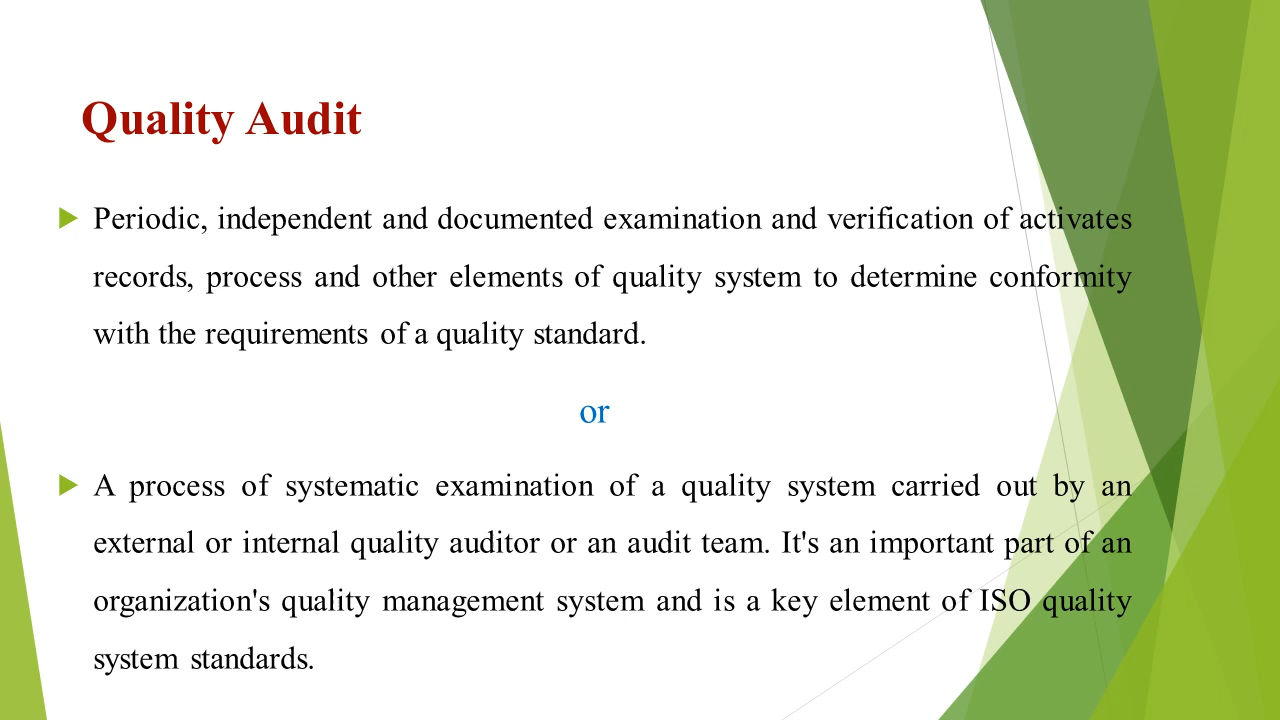 Quality Audit
Periodic, independent and documented examination and verification of activates
records, process and other elements of quality system to determine conformity
with the requirements of a quality standard.
or
A process of systematic examination of a quality system carried out by an
external or internal quality auditor or an audit team. It's an important part of an
organization's quality management system and is a key element of ISO quality
system standards.